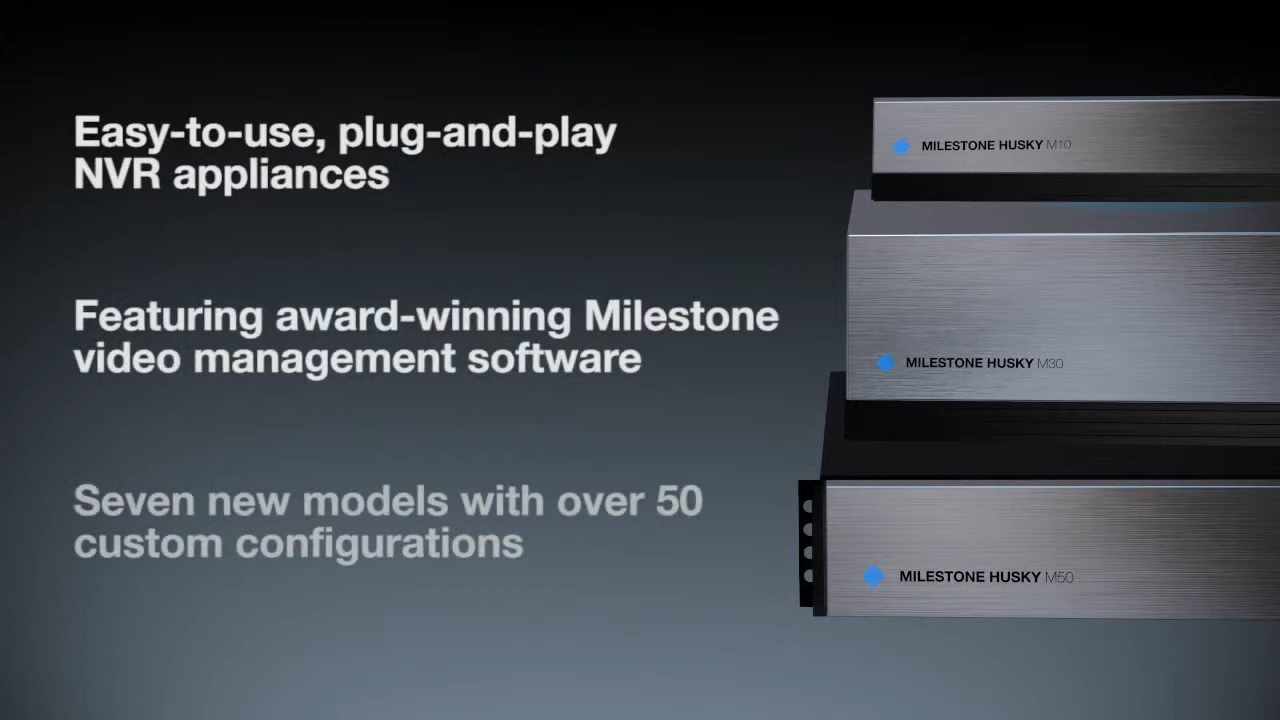 Easy-to-use, plug-and-play
NVR appliances
Featuring award-winning Milestone
video management software
Seven new models with over 50
custom configurations
MILESTONE HUSKY M10
MILESTONE HUSKY M30
MILESTONE HUSKY M50